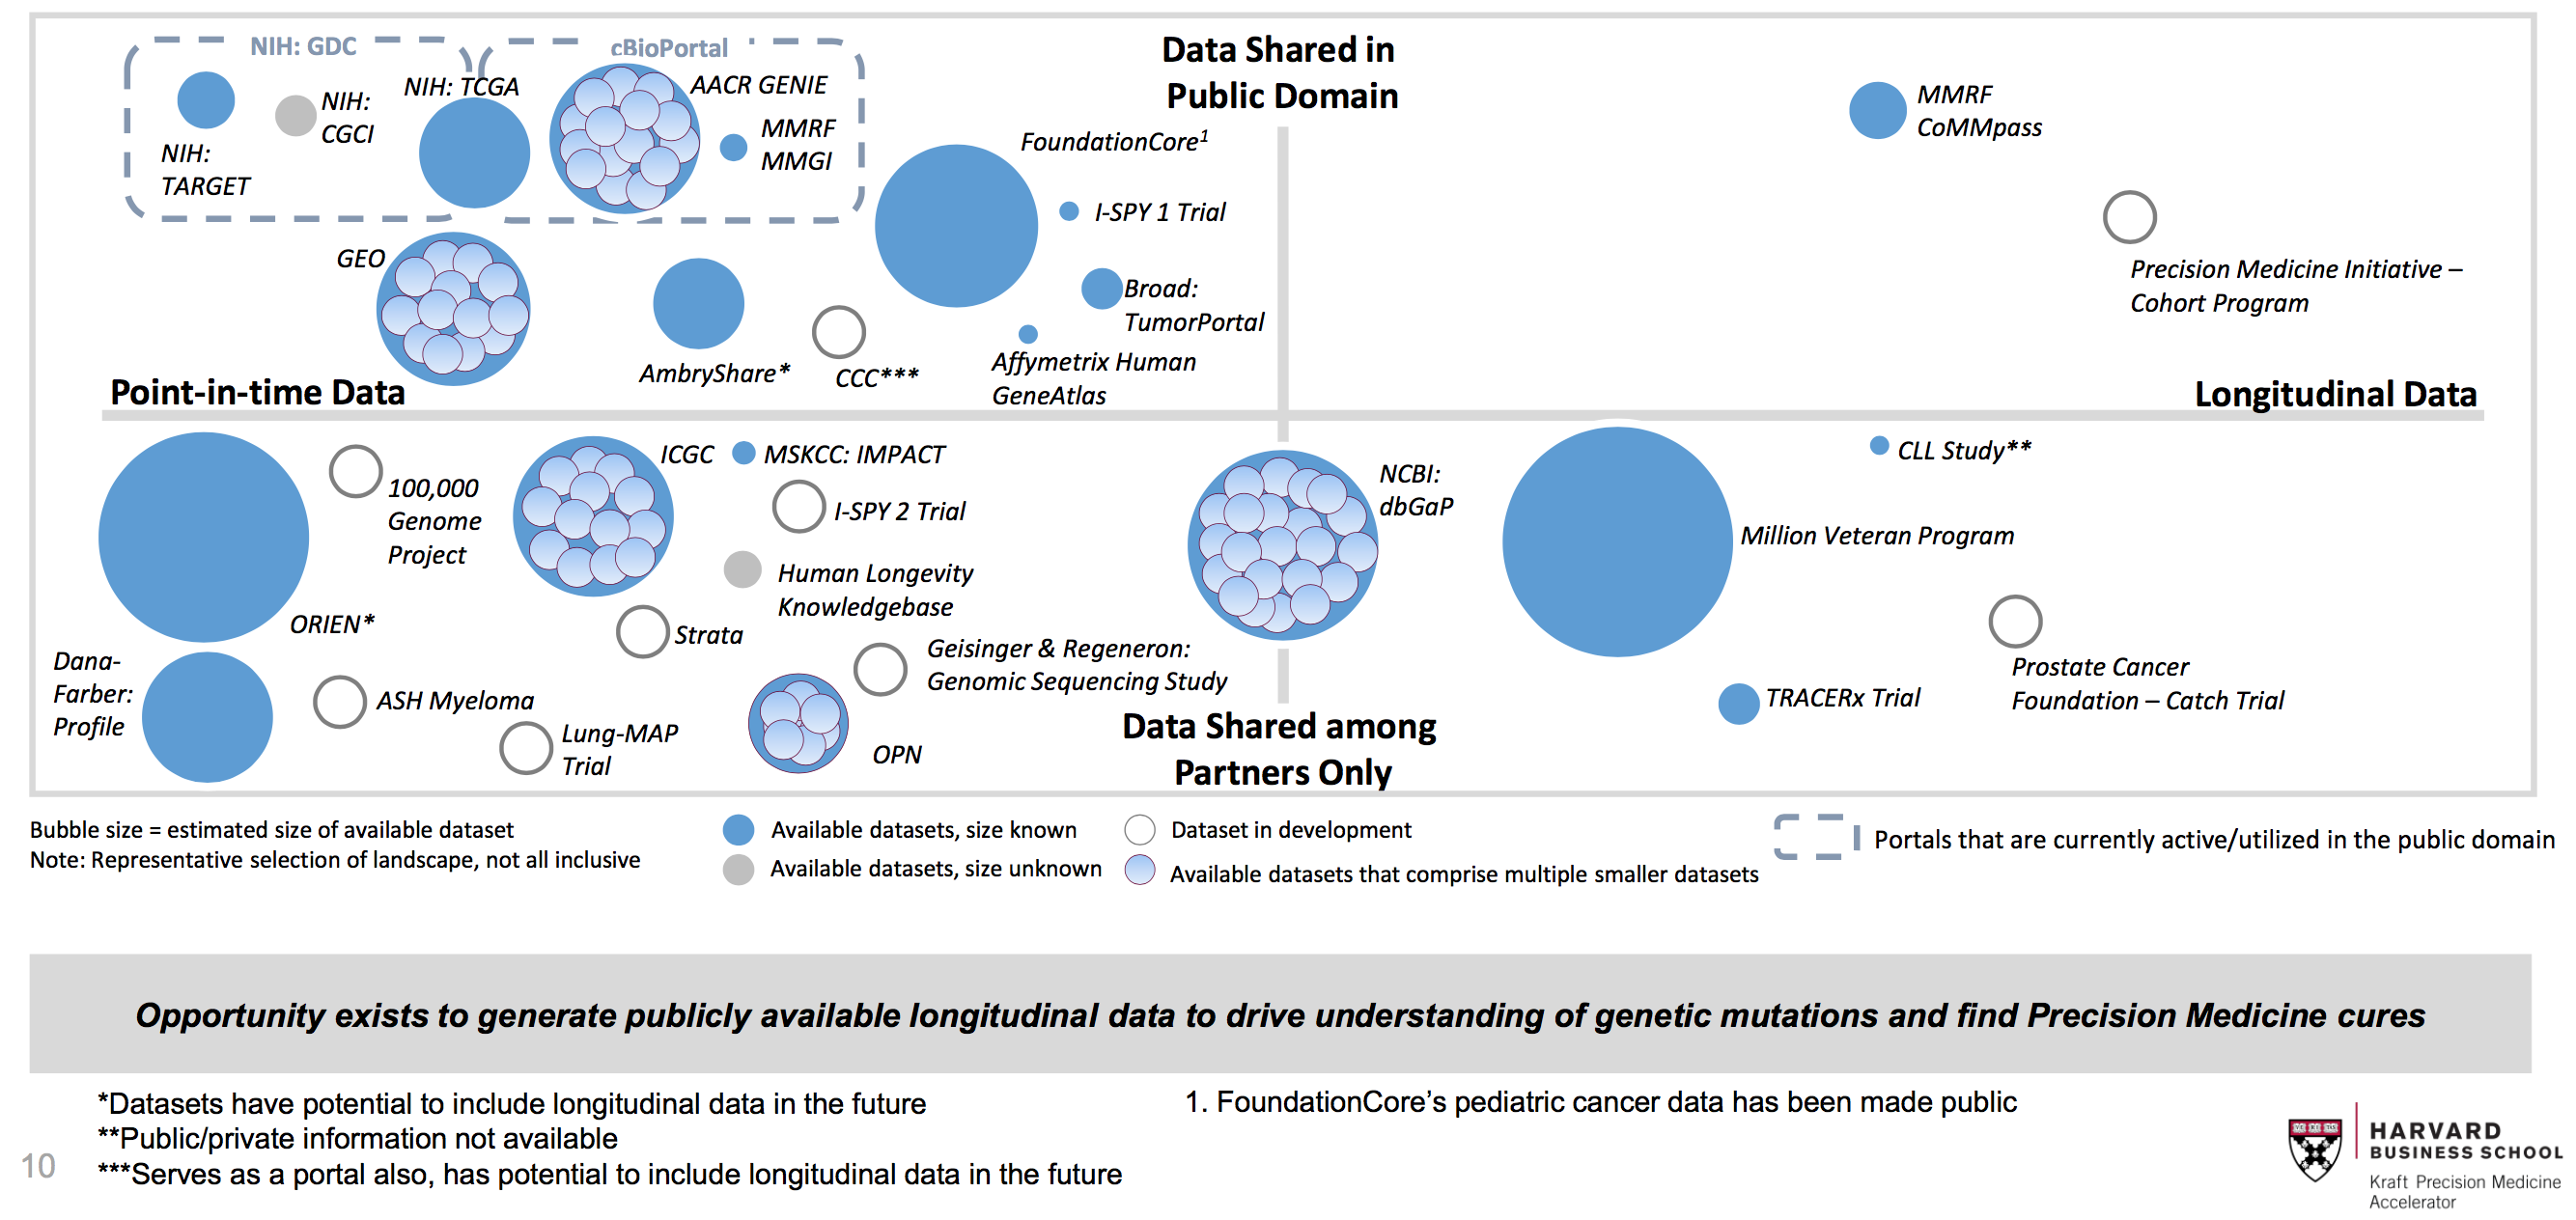 NIH: GDC
cBioPortal
Data Shared in
Public Domain
NIH:
TARGET
NIH:
CGCI
NIH: TCGA
AACR GENIE
MMRF
MMGI
FoundationCore1
I-SPY 1 Trial
Broad:
TumorPortal
Affymetrix Human
GeneAtlas
GEO
AmbryShare*
CCC***
MMRF
CoMMpass
Precision Medicine Initiative –
Cohort Program
Point-in-time Data
Longitudinal Data
100,000
Genome
Project
ORIEN*
Dana-
Farber:
Profile
ASH Myeloma
Lung-MAP
Trial
ICGC
MSKCC: IMPACT
I-SPY 2 Trial
Human Longevity
Knowledgebase
Strata
Geisinger & Regeneron:
Genomic Sequencing Study
OPN
NCBI:
dbGaP
CLL Study**
Million Veteran Program
Prostate Cancer
Foundation – Catch Trial
TRACERx Trial
Data Shared among
Partners Only
Bubble size = estimated size of available dataset
Note: Representative selection of landscape, not all inclusive
Available datasets, size known
Available datasets, size unknown
Dataset in development
Available datasets that comprise multiple smaller datasets
Portals that are currently active/utilized in the public domain
Opportunity exists to generate publicly available longitudinal data to drive understanding of genetic mutations and find Precision Medicine cures
*Datasets have potential to include longitudinal data in the future
**Public/private information not available
***Serves as a portal also, has potential to include longitudinal data in the future
1. FoundationCore's pediatric cancer data has been made public
10
HARVARD
BUSINESS SCHOOL
Kraft Precision Medicine
Accelerator